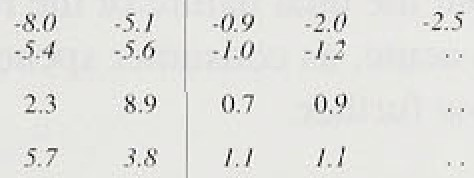 -8.0 -5.1 -0.9 -2.0 -2.5
-5.4 -5.6 -1.0 -1.2 . .
2.3 8.9 0.7 0.9 . .
5.7 3.8 1.1 1.1 . .